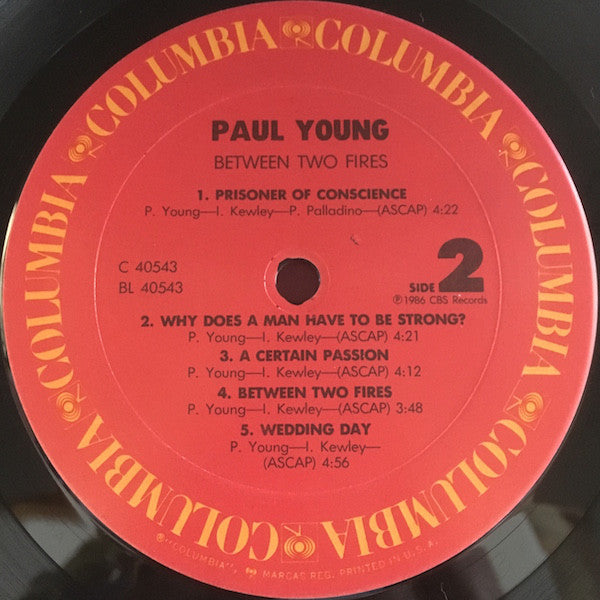 COLUMBIA COLUMBIA COLUMBIA COLUMBIA COLUMBIA COLUMBIA
PAUL YOUNG
BETWEEN TWO FIRES
1. PRISONER OF CONSCIENCE
P. Young—I. Kewley—P. Palladino—(ASCAP) 4:22
C 40543
BL 40543
SIDE 2
℗1986 CBS Records
2. WHY DOES A MAN HAVE TO BE STRONG?
P. Young—I. Kewley—(ASCAP) 4:21
3. A CERTAIN PASSION
P. Young—I. Kewley—(ASCAP) 4:12
4. BETWEEN TWO FIRES
P. Young—I. Kewley—(ASCAP) 3:48
5. WEDDING DAY
P. Young—I. Kewley—
(ASCAP) 4:56
®"COLUMBIA", MARCAS REG. PRINTED IN U.S.A.